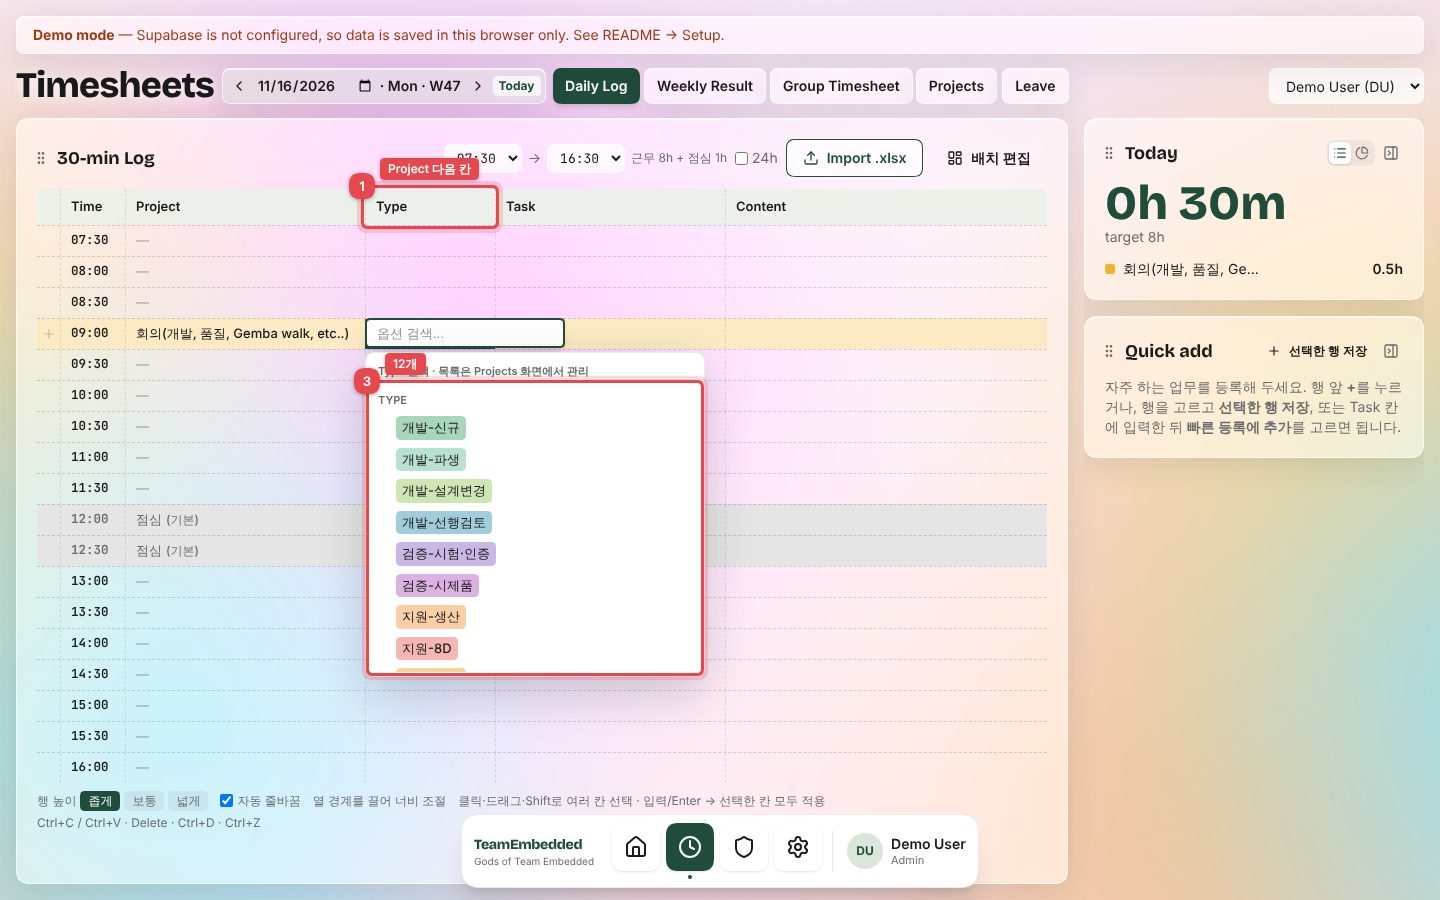 Demo mode — Supabase is not configured, so data is saved in this browser only. See README → Setup.
Timesheets
11/16/2026 · Mon · W47 Today
Daily Log
Weekly Result
Group Timesheet
Projects
Leave
Demo User (DU)
30-min Log
07:30 → 16:30 근무 8h + 점심 1h 24h
Import .xlsx
배치 편집
Project 다음 칸
1
Time Project Type Task Content
07:30 —
08:00 —
08:30 —
09:00 회의(개발, 품질, Gemba walk, etc..) 옵션 검색...
09:30 —
10:00 —
10:30 —
11:00 —
11:30 —
12:00 점심 (기본)
12:30 점심 (기본)
13:00 —
13:30 —
14:00 —
14:30 —
15:00 —
15:30 —
16:00 —
12개
· 목록은 Projects 화면에서 관리
3
TYPE
개발-신규
개발-파생
개발-설계변경
개발-선행검토
검증-시험·인증
검증-시제품
지원-생산
지원-8D
행 높이 좁게 보통 넓게 자동 줄바꿈 열 경계를 끌어 너비 조절 클릭·드래그·Shift로 여러 칸 선택 · 입력/Enter → 선택한 칸 모두 적용
Ctrl+C / Ctrl+V · Delete · Ctrl+D · Ctrl+Z
Today
0h 30m
target 8h
회의(개발, 품질, Ge... 0.5h
Quick add
+ 선택한 행 저장
자주 하는 업무를 등록해 두세요. 행 앞 +를 누르
거나, 행을 고르고 선택한 행 저장, 또는 Task 칸
에 입력한 뒤 빠른 등록에 추가를 고르면 됩니다.
TeamEmbedded
Gods of Team Embedded
DU
Demo User
Admin